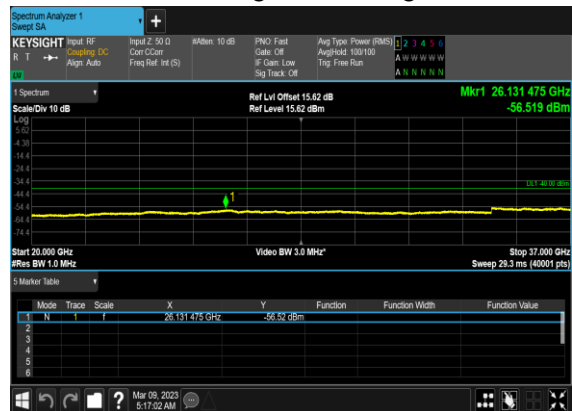 Spectrum Analyzer 1
Swept SA
+
KEYSIGHT Input: RF Input Z: 50 Ω #Atten: 10 dB PNO: Fast Avg Type: Power (RMS) 1 2 3 4 5 6
R T Coupling: DC Corr CCorr Gate: Off Avg|Hold: 100/100 A W W W W W
Align: Auto Freq Ref: Int (S) IF Gain: Low Trig: Free Run A N N N N N
Sig Track: Off
1 Spectrum Ref Lvl Offset 15.62 dB Mkr1 26.131 475 GHz
Scale/Div 10 dB Ref Level 15.62 dBm -56.519 dBm
Log
5.62
-4.38
-14.4
-24.4
-34.4
DL1 -40.00 dBm
-44.4
1
-54.4
-64.4
-74.4
Start 20.000 GHz Video BW 3.0 MHz* Stop 37.000 GHz
#Res BW 1.0 MHz Sweep 29.3 ms (40001 pts)
5 Marker Table
Mode Trace Scale X Y Function Function Width Function Value
1 N 1 f 26.131 475 GHz -56.52 dBm
2
3
4
5
6
? Mar 09, 2023
5:17:02 AM